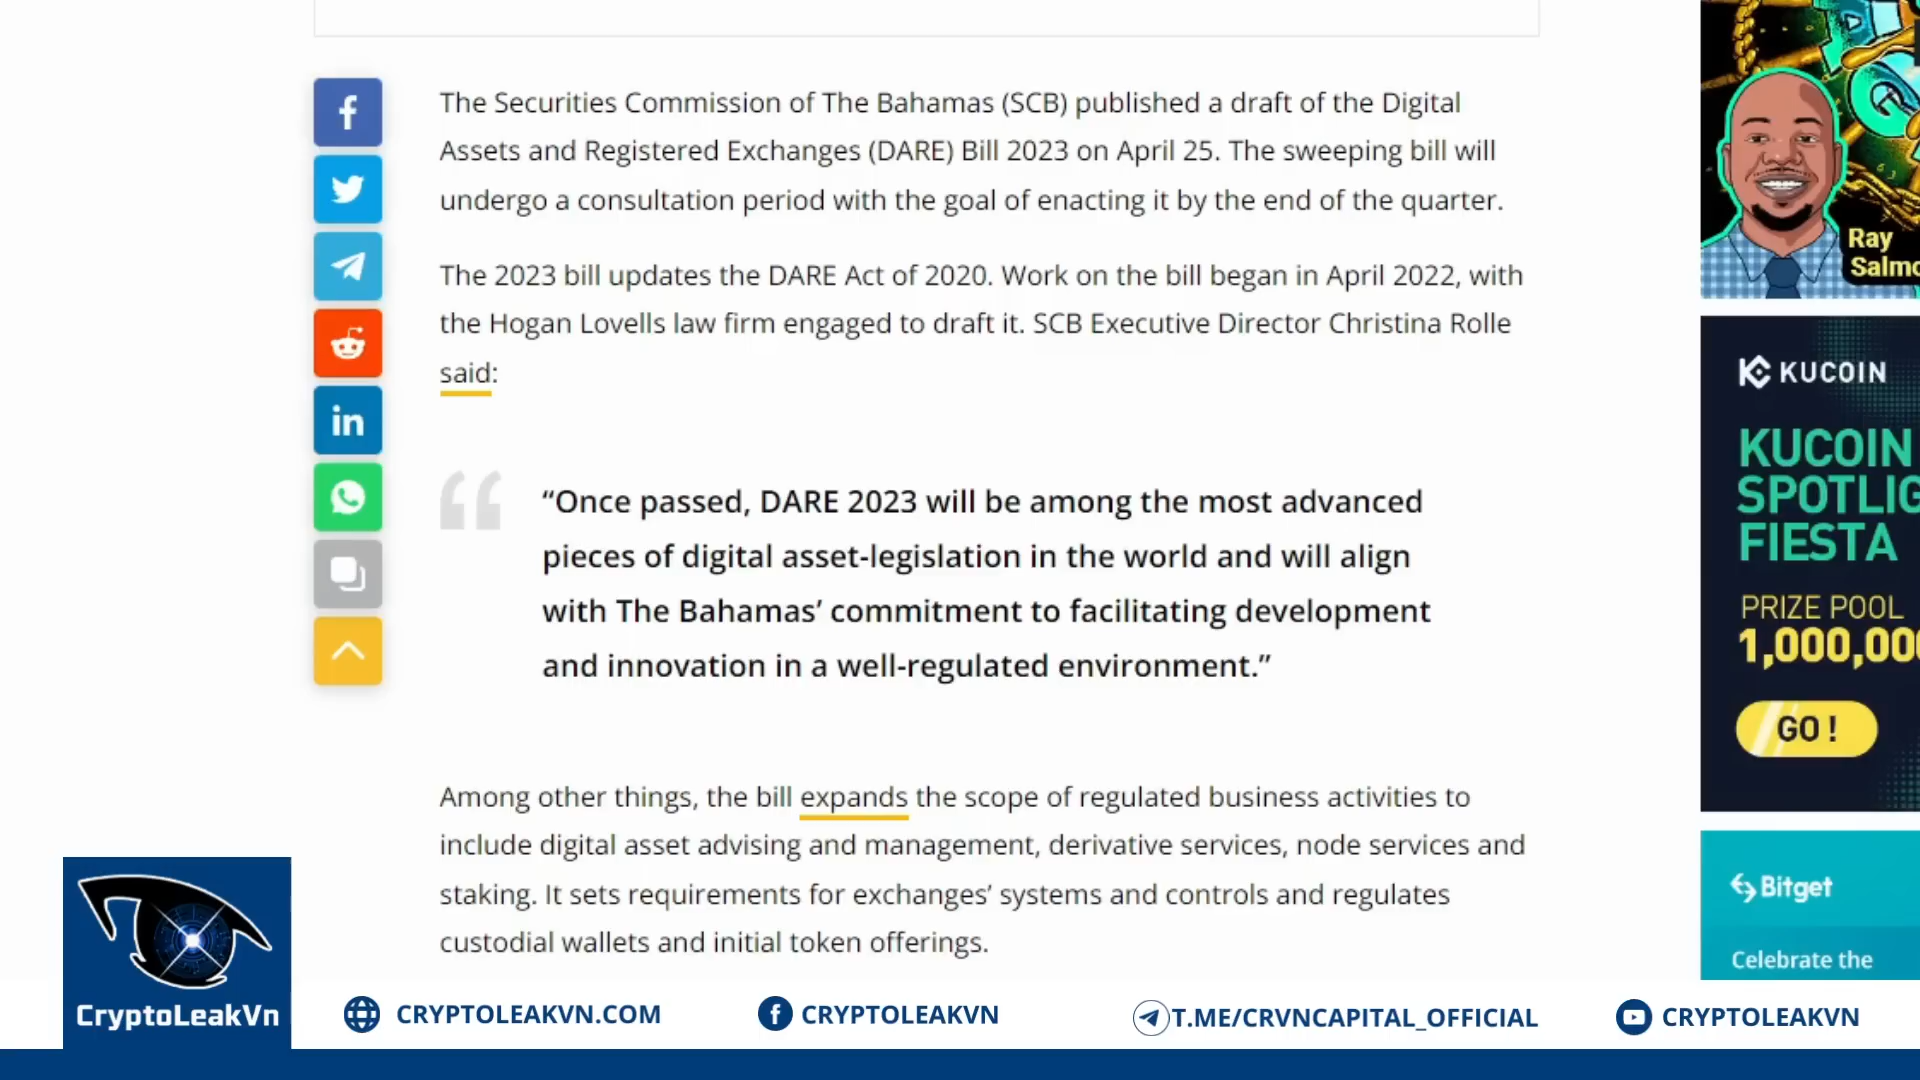 The Securities Commission of The Bahamas (SCB) published a draft of the Digital
Assets and Registered Exchanges (DARE) Bill 2023 on April 25. The sweeping bill will
undergo a consultation period with the goal of enacting it by the end of the quarter.
The 2023 bill updates the DARE Act of 2020. Work on the bill began in April 2022, with
the Hogan Lovells law firm engaged to draft it. SCB Executive Director Christina Rolle
said:
“Once passed, DARE 2023 will be among the most advanced
pieces of digital asset-legislation in the world and will align
with The Bahamas’ commitment to facilitating development
and innovation in a well-regulated environment.”
Among other things, the bill expands the scope of regulated business activities to
include digital asset advising and management, derivative services, node services and
staking. It sets requirements for exchanges’ systems and controls and regulates
custodial wallets and initial token offerings.
Ray
KUCOIN
KUCOIN
FIESTA
PRIZE POOL
GO !
Bitget
Celebrate the
CryptoLeakVn
CRYPTOLEAKVN.COM
CRYPTOLEAKVN
T.ME/CRVNCAPITAL_OFFICIAL
CRYPTOLEAKVN